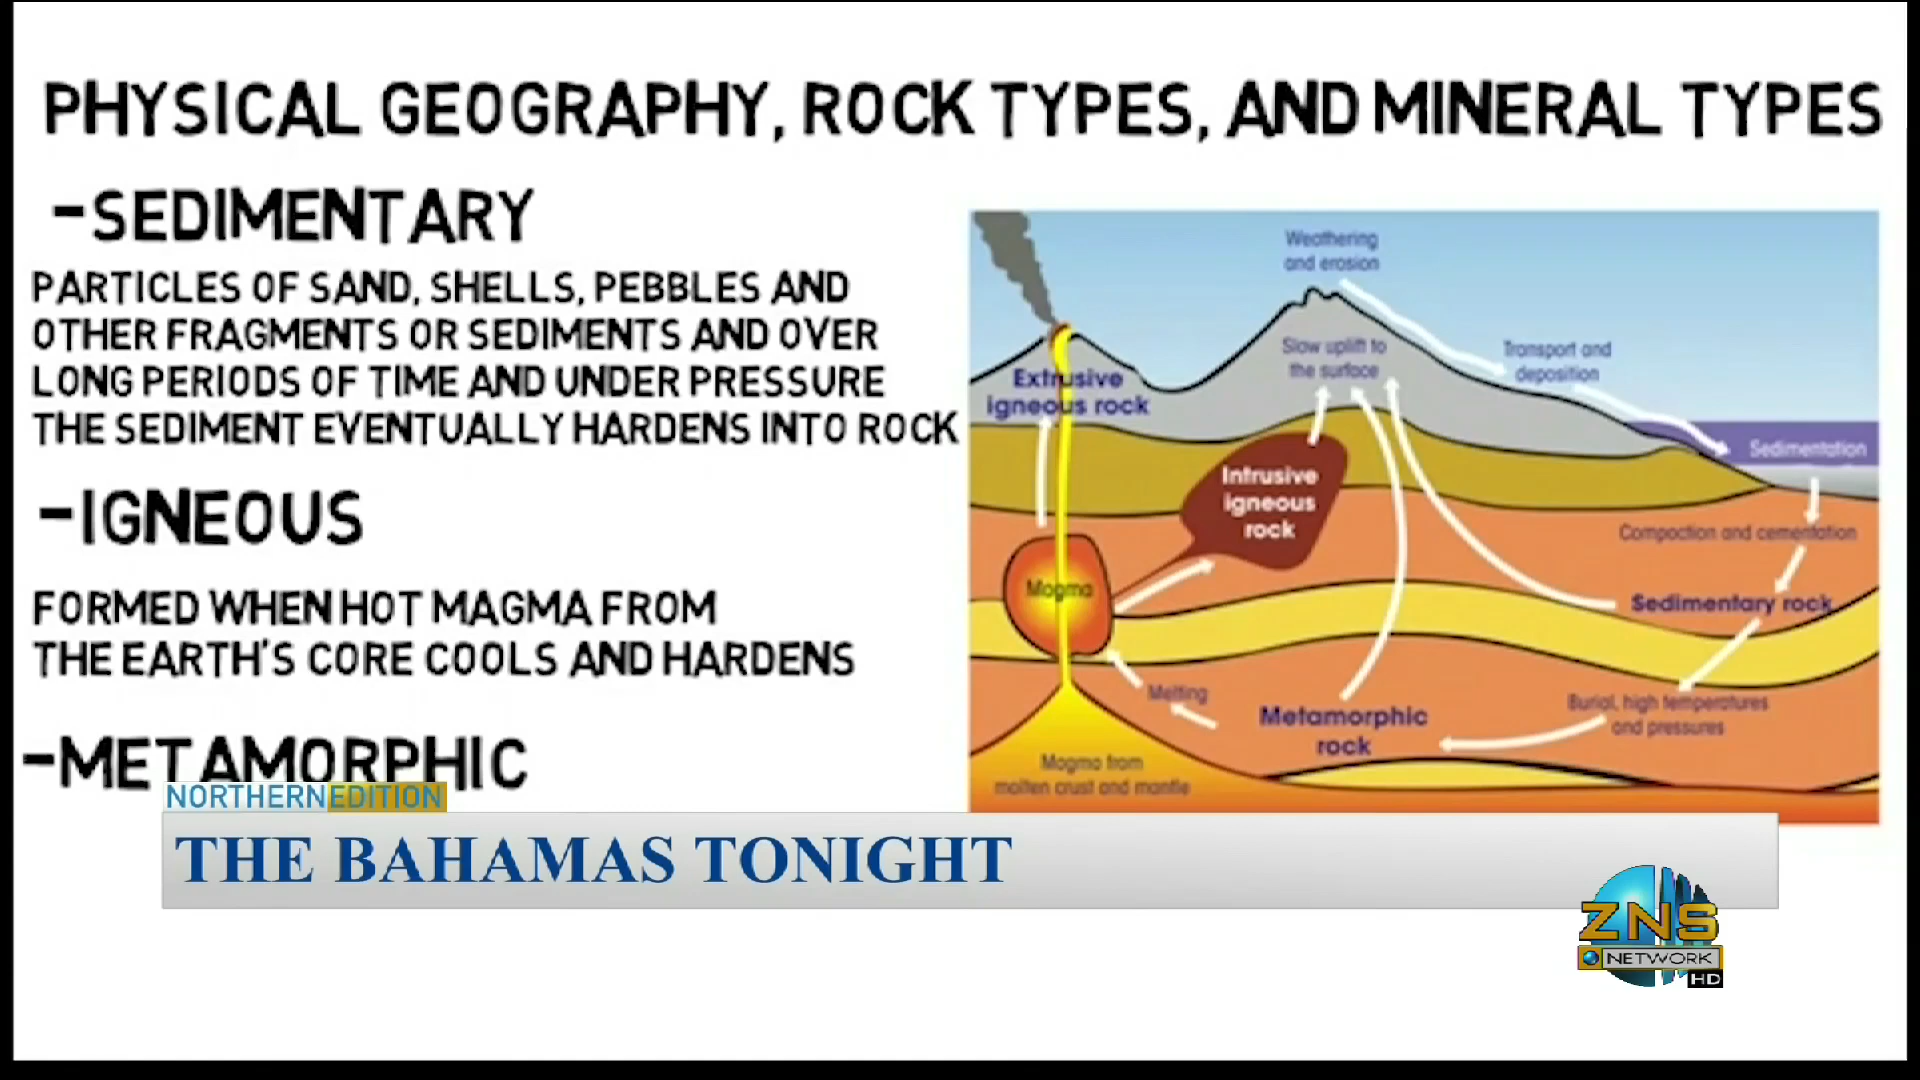 PHYSICAL GEOGRAPHY, ROCK TYPES, AND MINERAL TYPES
-SEDIMENTARY
PARTICLES OF SAND, SHELLS, PEBBLES AND
OTHER FRAGMENTS OR SEDIMENTS AND OVER
LONG PERIODS OF TIME AND UNDER PRESSURE
THE SEDIMENT EVENTUALLY HARDENS INTO ROCK
-IGNEOUS
FORMED WHEN HOT MAGMA FROM
THE EARTH'S CORE COOLS AND HARDENS
-METAMORPHIC
Weathering
and erosion
Slow uplift to
the surface
Transport and
deposition
Extrusive
igneous rock
Sedimentation
Intrusive
igneous
rock
Compaction and cementation
Magma
Sedimentary rock
Melting
Burial, high temperatures
and pressures
Metamorphic
rock
Magma from
molten crust and mantle
NORTHERN EDITION
THE BAHAMAS TONIGHT
ZNS
NETWORK
HD